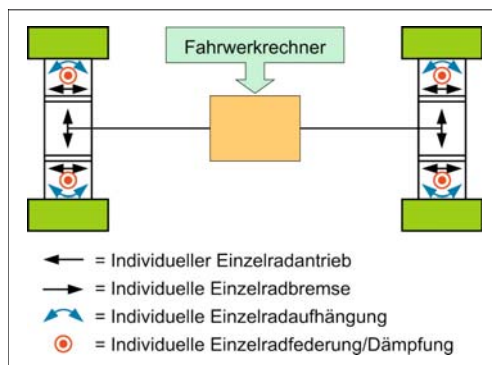 Fahrwerkrechner
= Individueller Einzelradantrieb
= Individuelle Einzelradbremse
= Individuelle Einzelradaufhängung
= Individuelle Einzelradfederung/Dämpfung